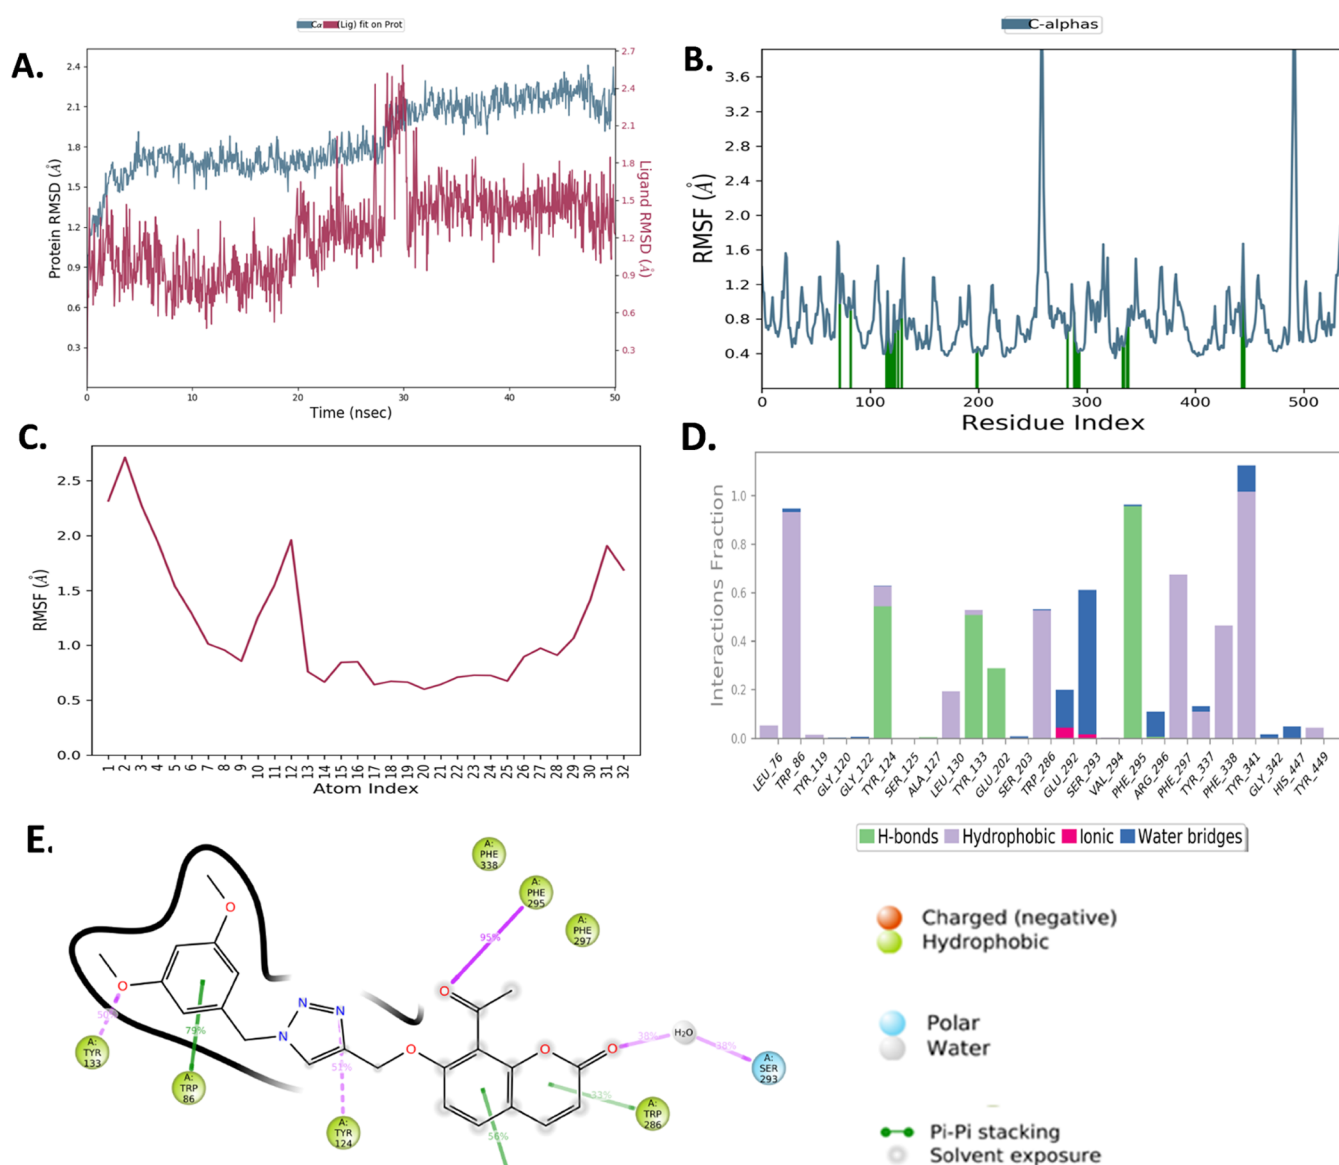 A.
Cα (Lig) fit on Prot
Protein RMSD (Å)
2.4
2.1
1.8
1.5
1.2
0.9
0.6
0.3
2.7
2.4
2.1
1.8
1.5
1.2
0.9
0.6
0.3
Ligand RMSD (Å)
0 10 20 30 40 50
Time (nsec)
B.
C-alphas
RMSF (Å)
3.6
3.2
2.8
2.4
2.0
1.6
1.2
0.8
0.4
0 100 200 300 400 500
Residue Index
C.
RMSF (Å)
2.5
2.0
1.5
1.0
0.5
0.0
1 2 3 4 5 6 7 8 9 10 11 12 13 14 15 16 17 18 19 20 21 22 23 24 25 26 27 28 29 30 31 32
Atom Index
D.
Interactions Fraction
1.0
0.8
0.6
0.4
0.2
0.0
LEU_76 TRP_86 TYR_119 GLY_120 GLY_122 TYR_124 SER_125 ALA_127 LEU_130 TYR_133 GLU_202 SER_203 TRP_286 GLU_292 SER_293 VAL_294 PHE_295 ARG_296 PHE_297 TYR_337 PHE_338 TYR_341 GLY_342 HIS_447 TYR_449
H-bonds Hydrophobic Ionic Water bridges
E.
A:
PHE
338
A:
PHE
295
A:
PHE
297
95%
O
O
O
50%
79%
N
N
N
51%
O
O
O
H₂O
38%
38%
33%
56%
A:
TYR
133
A:
TRP
86
A:
TYR
124
A:
SER
293
A:
TRP
286
Charged (negative)
Hydrophobic
Polar
Water
Pi-Pi stacking
Solvent exposure